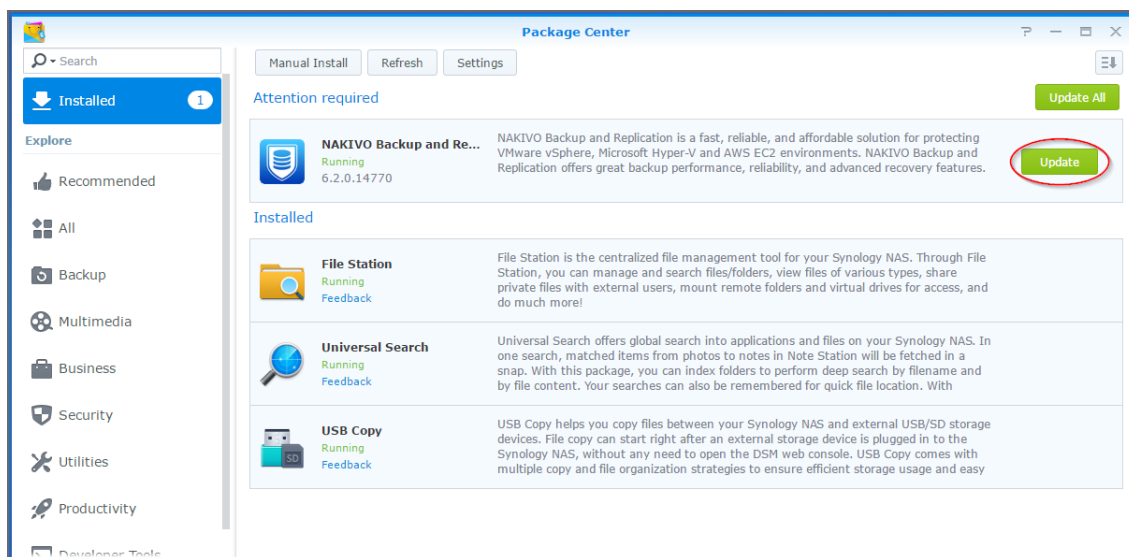 Package Center
Search
Manual Install Refresh Settings
Installed 1
Attention required
Update All
Explore
NAKIVO Backup and Re...
Running
6.2.0.14770
NAKIVO Backup and Replication is a fast, reliable, and affordable solution for protecting
VMware vSphere, Microsoft Hyper-V and AWS EC2 environments. NAKIVO Backup and
Replication offers great backup performance, reliability, and advanced recovery features.
Update
Recommended
All
Backup
Multimedia
Business
Security
Utilities
Productivity
Developer Tools
Installed
File Station
Running
Feedback
File Station is the centralized file management tool for your Synology NAS. Through File
Station, you can manage and search files/folders, view files of various types, share
private files with external users, mount remote folders and virtual drives for access, and
do much more!
Universal Search
Running
Feedback
Universal Search offers global search into applications and files on your Synology NAS. In
one search, matched items from photos to notes in Note Station will be fetched in a
snap. With this package, you can index folders to perform deep search by filename and
by file content. Your searches can also be remembered for quick file location. With
USB Copy
Running
Feedback
SD
USB Copy helps you copy files between your Synology NAS and external USB/SD storage
devices. File copy can start right after an external storage device is plugged in to the
Synology NAS, without any need to open the DSM web console. USB Copy comes with
multiple copy and file organization strategies to ensure efficient storage usage and easy